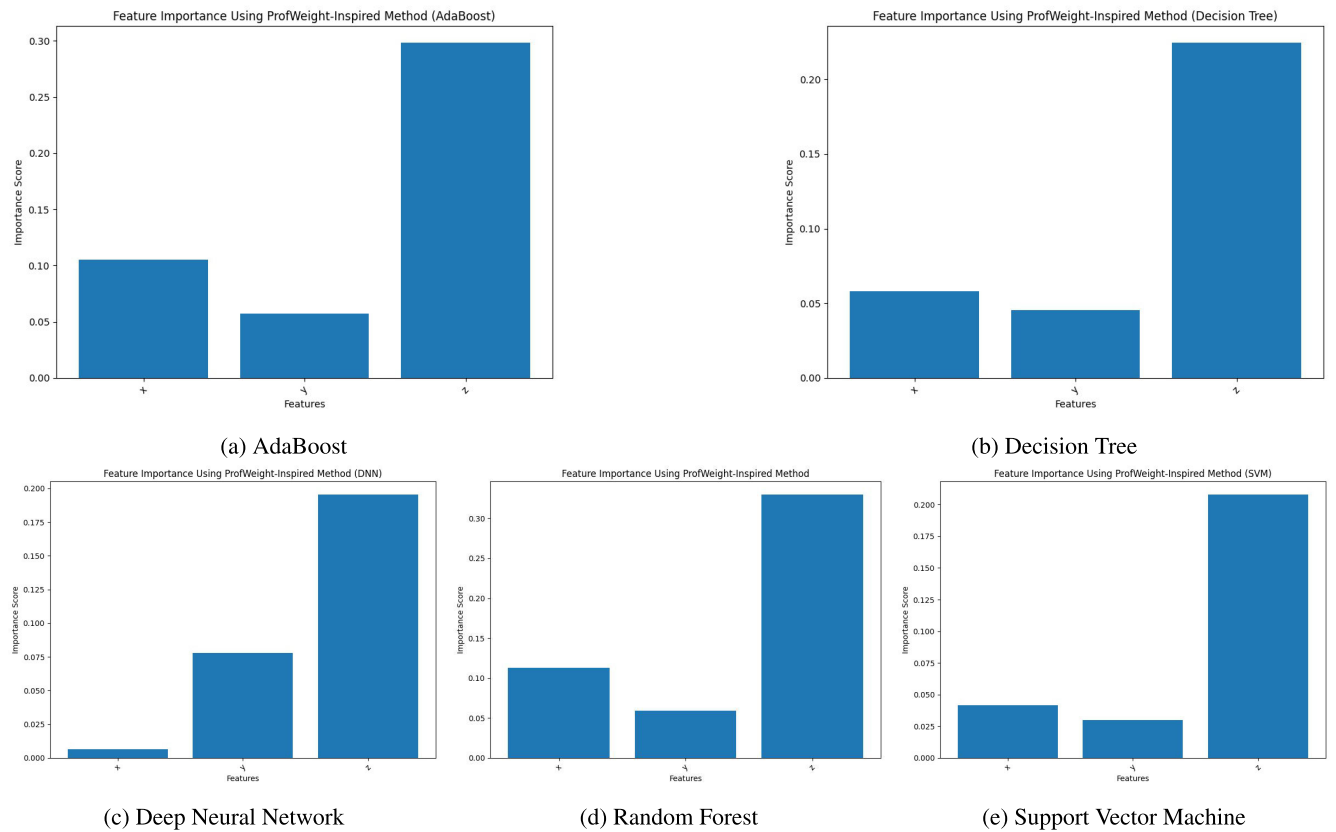 Feature Importance Using ProfWeight-Inspired Method (AdaBoost)
0.30
0.25
0.20
0.15
0.10
0.05
0.00
Importance Score
x
y
z
Features
(a) AdaBoost
Feature Importance Using ProfWeight-Inspired Method (Decision Tree)
0.20
0.15
0.10
0.05
0.00
Importance Score
x
y
z
Features
(b) Decision Tree
Feature Importance Using ProfWeight-Inspired Method (DNN)
0.200
0.175
0.150
0.125
0.100
0.075
0.050
0.025
0.000
Importance Score
x
y
z
Features
(c) Deep Neural Network
Feature Importance Using ProfWeight-Inspired Method
0.30
0.25
0.20
0.15
0.10
0.05
0.00
Importance Score
x
y
z
Features
(d) Random Forest
Feature Importance Using ProfWeight-Inspired Method (SVM)
0.200
0.175
0.150
0.125
0.100
0.075
0.050
0.025
0.000
Importance Score
x
y
z
Features
(e) Support Vector Machine